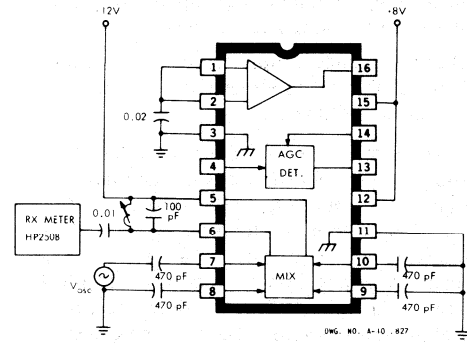 12V
+8V
1
16
2
15
0.02
3
14
4
AGC
DET.
13
5
12
100
pF
0.01
RX METER
HP250B
6
11
7
MIX
10
470 pF
470 pF
Vosc
8
9
470 pF
470 pF
DWG. NO. A-10,827